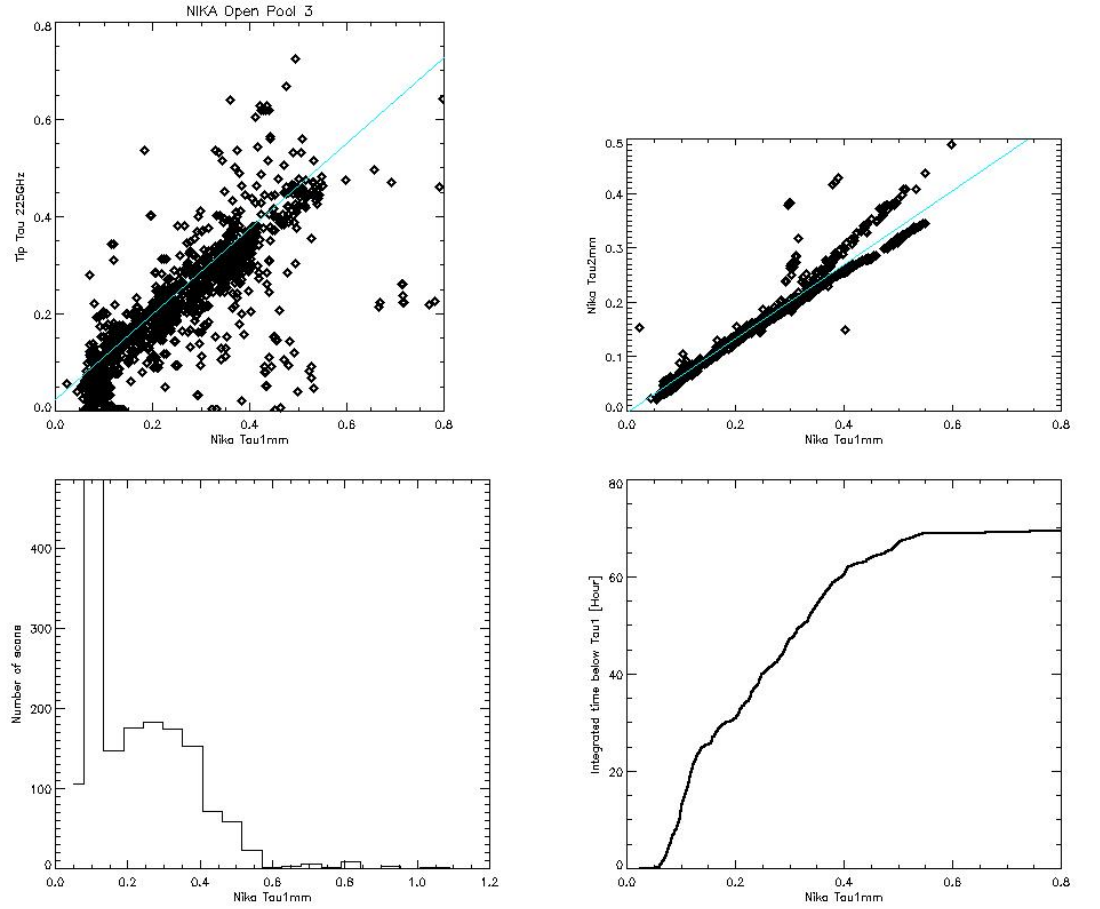 NIKA Open Pool 3
0.8
0.6
0.4
0.2
0.0
Tip Tau 225GHz
0.0 0.2 0.4 0.6 0.8
Nika Tau1mm
0.5
0.4
0.3
0.2
0.1
0.0
Nika Tau2mm
0.0 0.2 0.4 0.6 0.8
Nika Tau1mm
400
300
200
100
0
Number of scans
0.0 0.2 0.4 0.6 0.8 1.0 1.2
Nika Tau1mm
80
60
40
20
0
Integrated time below Tau1 [Hour]
0.0 0.2 0.4 0.6 0.8
Nika Tau1mm